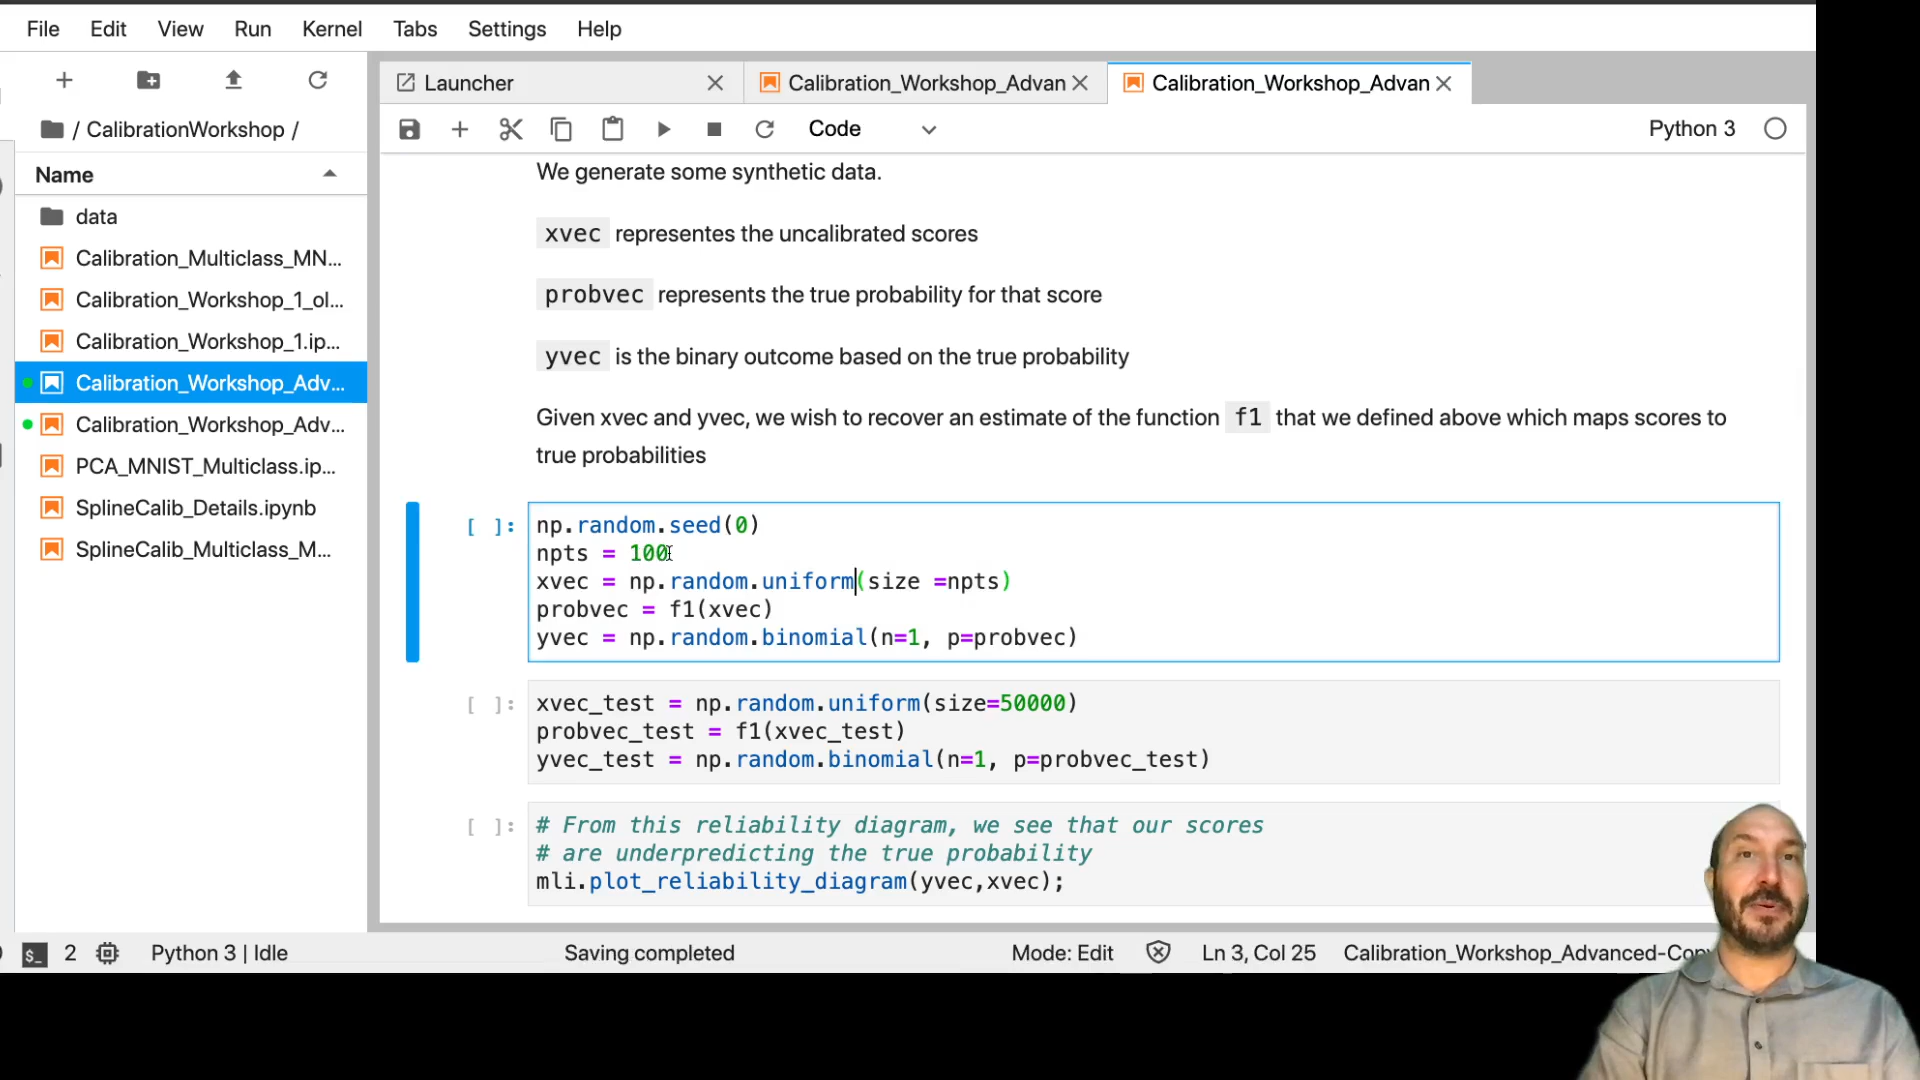 File Edit View Run Kernel Tabs Settings Help
Launcher
Calibration_Workshop_Advan
Calibration_Workshop_Advan
/ CalibrationWorkshop /
Code
Python 3
Name
data
Calibration_Multiclass_MN...
Calibration_Workshop_1_ol...
Calibration_Workshop_1.ip...
Calibration_Workshop_Adv...
Calibration_Workshop_Adv...
PCA_MNIST_Multiclass.ip...
SplineCalib_Details.ipynb
SplineCalib_Multiclass_M...
We generate some synthetic data.
xvec representes the uncalibrated scores
probvec represents the true probability for that score
yvec is the binary outcome based on the true probability
Given xvec and yvec, we wish to recover an estimate of the function f1 that we defined above which maps scores to
true probabilities
[ ]: np.random.seed(0)
npts = 100
xvec = np.random.uniform(size =npts)
probvec = f1(xvec)
yvec = np.random.binomial(n=1, p=probvec)
[ ]: xvec_test = np.random.uniform(size=50000)
probvec_test = f1(xvec_test)
yvec_test = np.random.binomial(n=1, p=probvec_test)
[ ]: # From this reliability diagram, we see that our scores
# are underpredicting the true probability
mli.plot_reliability_diagram(yvec,xvec);
$_ 2 Python 3 | Idle Saving completed Mode: Edit Ln 3, Col 25 Calibration_Workshop_Advanced-Cop